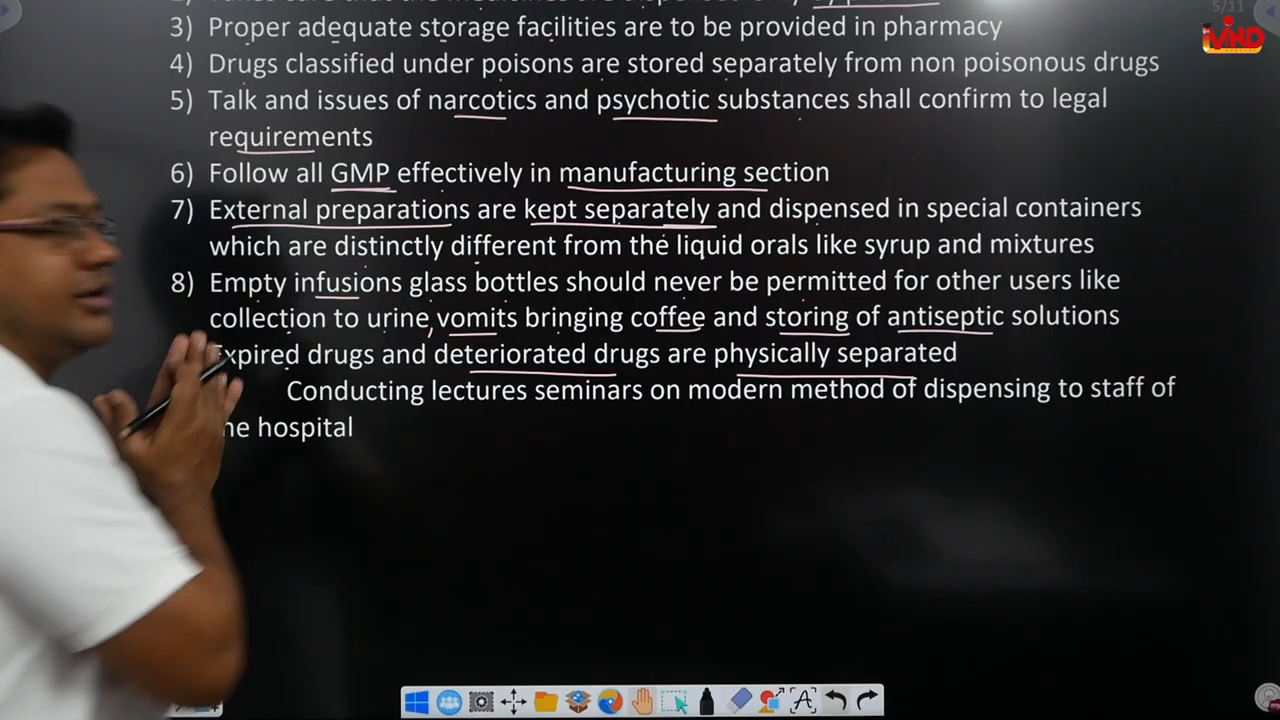 5/11
3) Proper adequate storage facilities are to be provided in pharmacy
4) Drugs classified under poisons are stored separately from non poisonous drugs
5) Talk and issues of narcotics and psychotic substances shall confirm to legal
requirements
6) Follow all GMP effectively in manufacturing section
7) External preparations are kept separately and dispensed in special containers
which are distinctly different from the liquid orals like syrup and mixtures
8) Empty infusions glass bottles should never be permitted for other users like
collection to urine, vomits bringing coffee and storing of antiseptic solutions
Expired drugs and deteriorated drugs are physically separated
Conducting lectures seminars on modern method of dispensing to staff of
he hospital